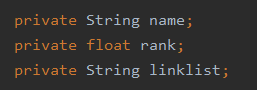 private String name;
private float rank;
private String linklist;